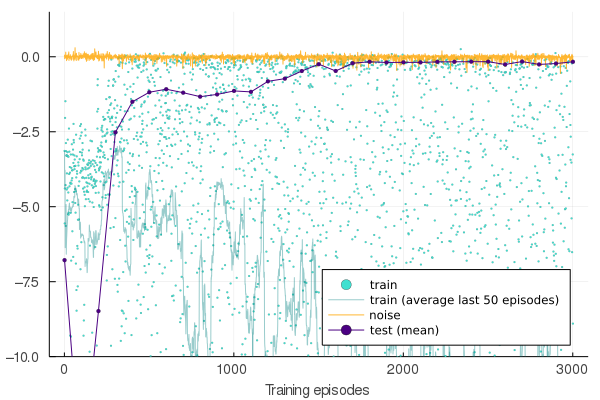 0.0
−2.5
−5.0
−7.5
−10.0
0
1000
2000
3000
Training episodes
train
train (average last 50 episodes)
noise
test (mean)